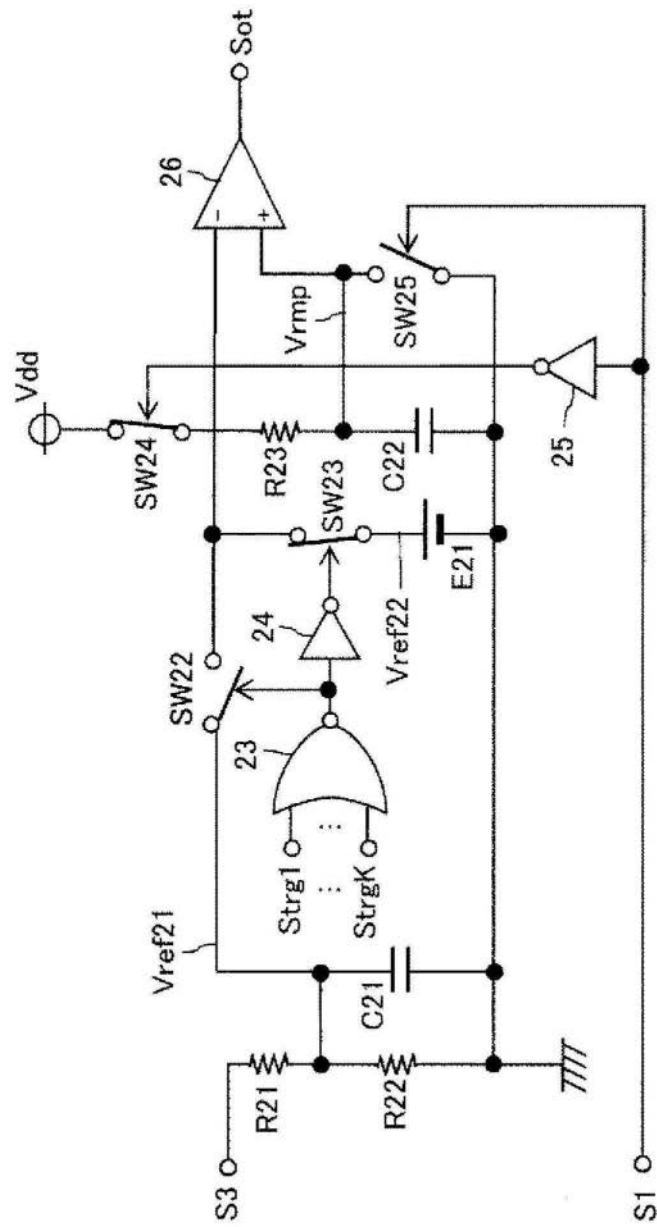 Vdd
Sot
26
-
+
SW24
Vrmp
SW25
R23
C22
25
SW22
SW23
24
23
Vref22
E21
Strg1
...
...
StrgK
Vref21
C21
S3
R21
R22
S1